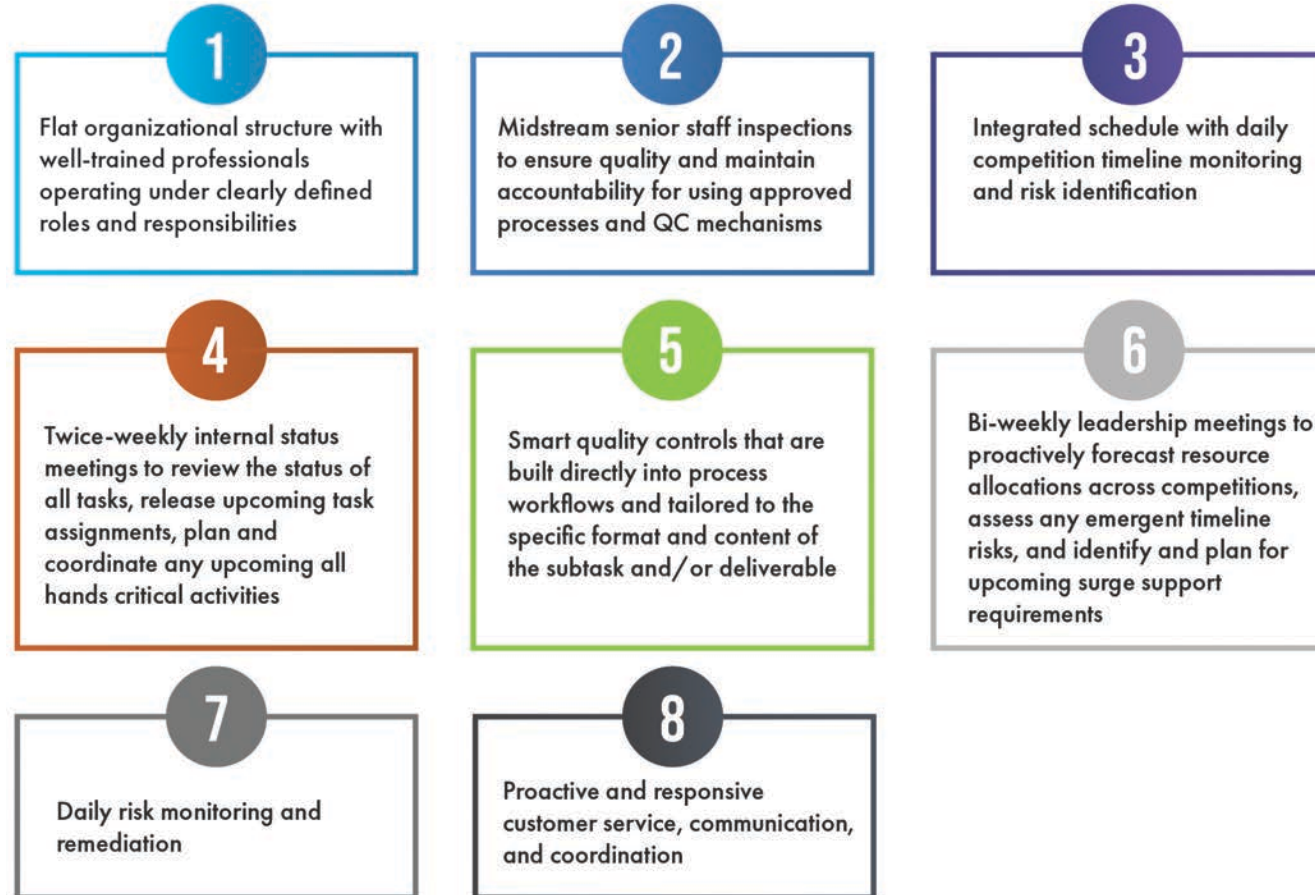 1
Flat organizational structure with
well-trained professionals
operating under clearly defined
roles and responsibilities
2
Midstream senior staff inspections
to ensure quality and maintain
accountability for using approved
processes and QC mechanisms
3
Integrated schedule with daily
competition timeline monitoring
and risk identification
4
Twice-weekly internal status
meetings to review the status of
all tasks, release upcoming task
assignments, plan and
coordinate any upcoming all
hands critical activities
5
Smart quality controls that are
built directly into process
workflows and tailored to the
specific format and content of
the subtask and/or deliverable
6
Bi-weekly leadership meetings to
proactively forecast resource
allocations across competitions,
assess any emergent timeline
risks, and identify and plan for
upcoming surge support
requirements
7
Daily risk monitoring and
remediation
8
Proactive and responsive
customer service, communication,
and coordination